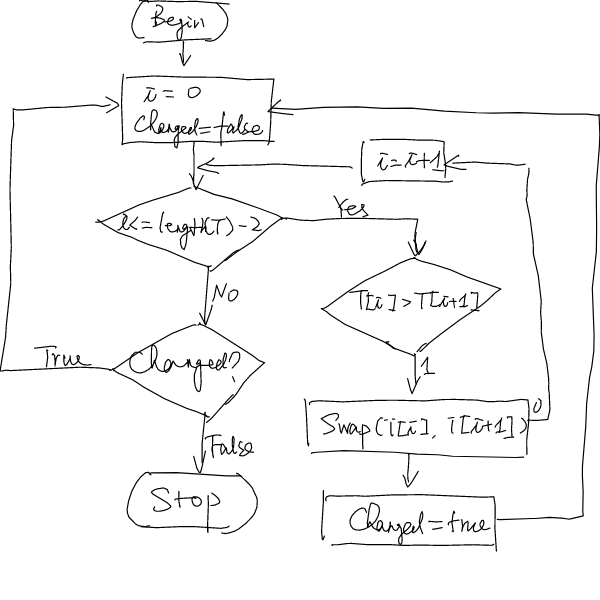 Begin
i = 0
Changed=false
i=i+1
i<=length(T)-2
Yes
T[i]>T[i+1]
No
1
True
Changed?
0
Swap(T[i], T[i+1])
False
Stop
Changed=true